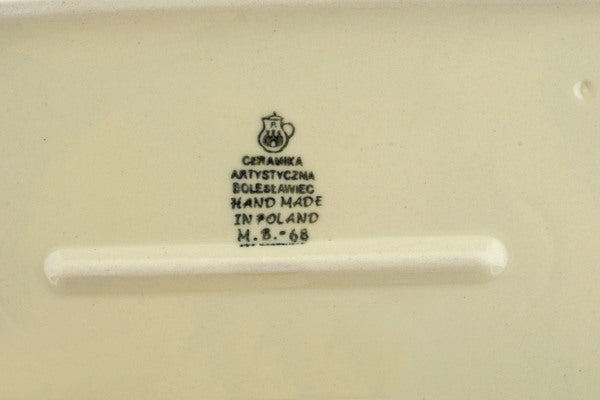 CERAMIKA
ARTYSTYCZNA
BOLESŁAWIEC
HAND MADE
IN POLAND
M.B.-68